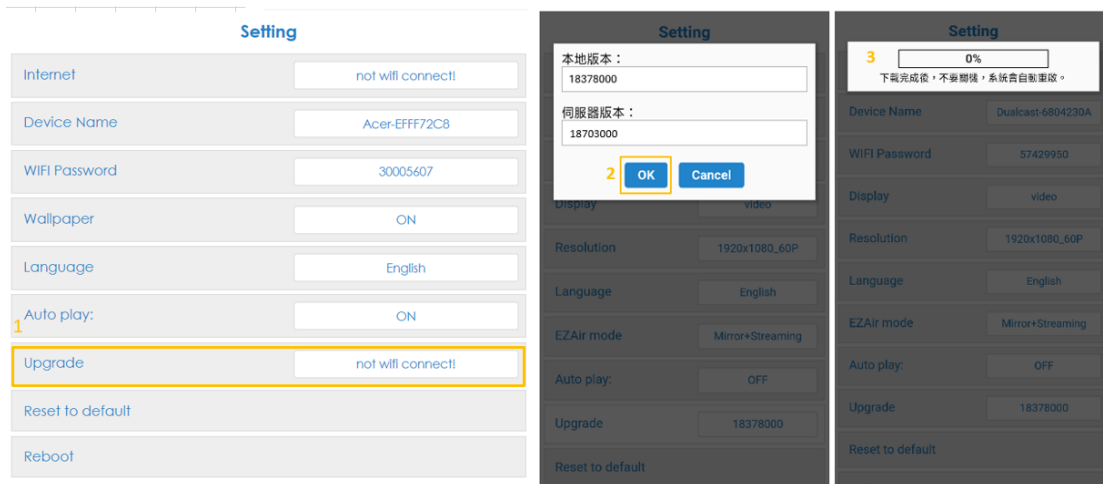 Setting
Internet
not wifi connect!
Device Name
Acer-EFFF72C8
WIFI Password
30005607
Wallpaper
ON
Language
English
Auto play:
ON
1
Upgrade
not wifi connect!
Reset to default
Reboot
Setting
本地版本：
18378000
伺服器版本：
18703000
2
OK
Cancel
Display
video
Resolution
1920x1080_60P
Language
English
EZAir mode
Mirror+Streaming
Auto play:
OFF
Upgrade
18378000
Reset to default
Setting
3
0%
下載完成後，不要關機，系統會自動重啟。
Device Name
Dualcast-6804230A
WIFI Password
57429950
Display
video
Resolution
1920x1080_60P
Language
English
EZAir mode
Mirror+Streaming
Auto play:
OFF
Upgrade
18378000
Reset to default